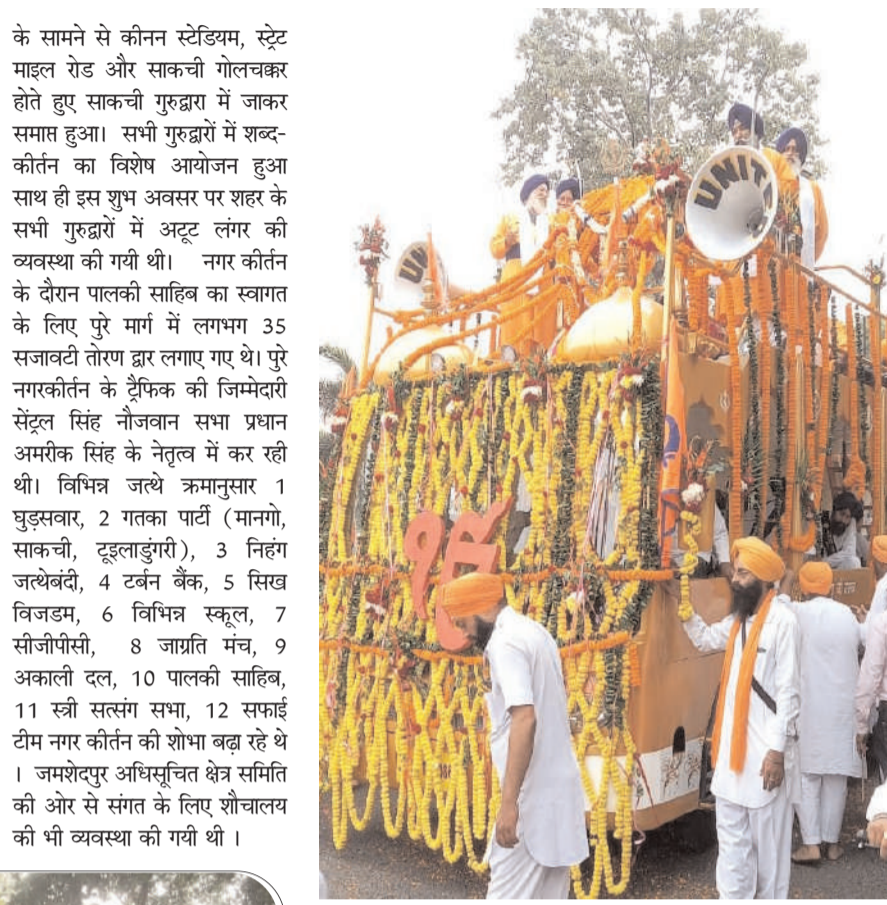 के सामने से कीनन स्टेडियम, स्ट्रेट
माइल रोड और साकची गोलचक्कर
होते हुए साकची गुरुद्वारा में जाकर
समाप्त हुआ। सभी गुरुद्वारों में शब्द-
कीर्तन का विशेष आयोजन हुआ
साथ ही इस शुभ अवसर पर शहर के
सभी गुरुद्वारों में अटूट लंगर की
व्यवस्था की गयी थी। नगर कीर्तन
के दौरान पालकी साहिब का स्वागत
के लिए पुरे मार्ग में लगभग 35
सजावटी तोरण द्वार लगाए गए थे। पुरे
नगरकीर्तन के ट्रैफिक की जिम्मेदारी
सेंट्रल सिंह नौजवान सभा प्रधान
अमरीक सिंह के नेतृत्व में कर रही
थी। विभिन्न जत्थे क्रमानुसार 1
घुड़सवार, 2 गतका पार्टी (मानगो,
साकची, टूइलाडुंगरी), 3 निहंग
जत्थेबंदी, 4 टर्बन बैंक, 5 सिख
विजडम, 6 विभिन्न स्कूल, 7
सीजीपीसी, 8 जाग्रति मंच, 9
अकाली दल, 10 पालकी साहिब,
11 स्त्री सत्संग सभा, 12 सफाई
टीम नगर कीर्तन की शोभा बढ़ा रहे थे
। जमशेदपुर अधिसूचित क्षेत्र समिति
की ओर से संगत के लिए शौचालय
की भी व्यवस्था की गयी थी ।
UNIT
UN
ੴ